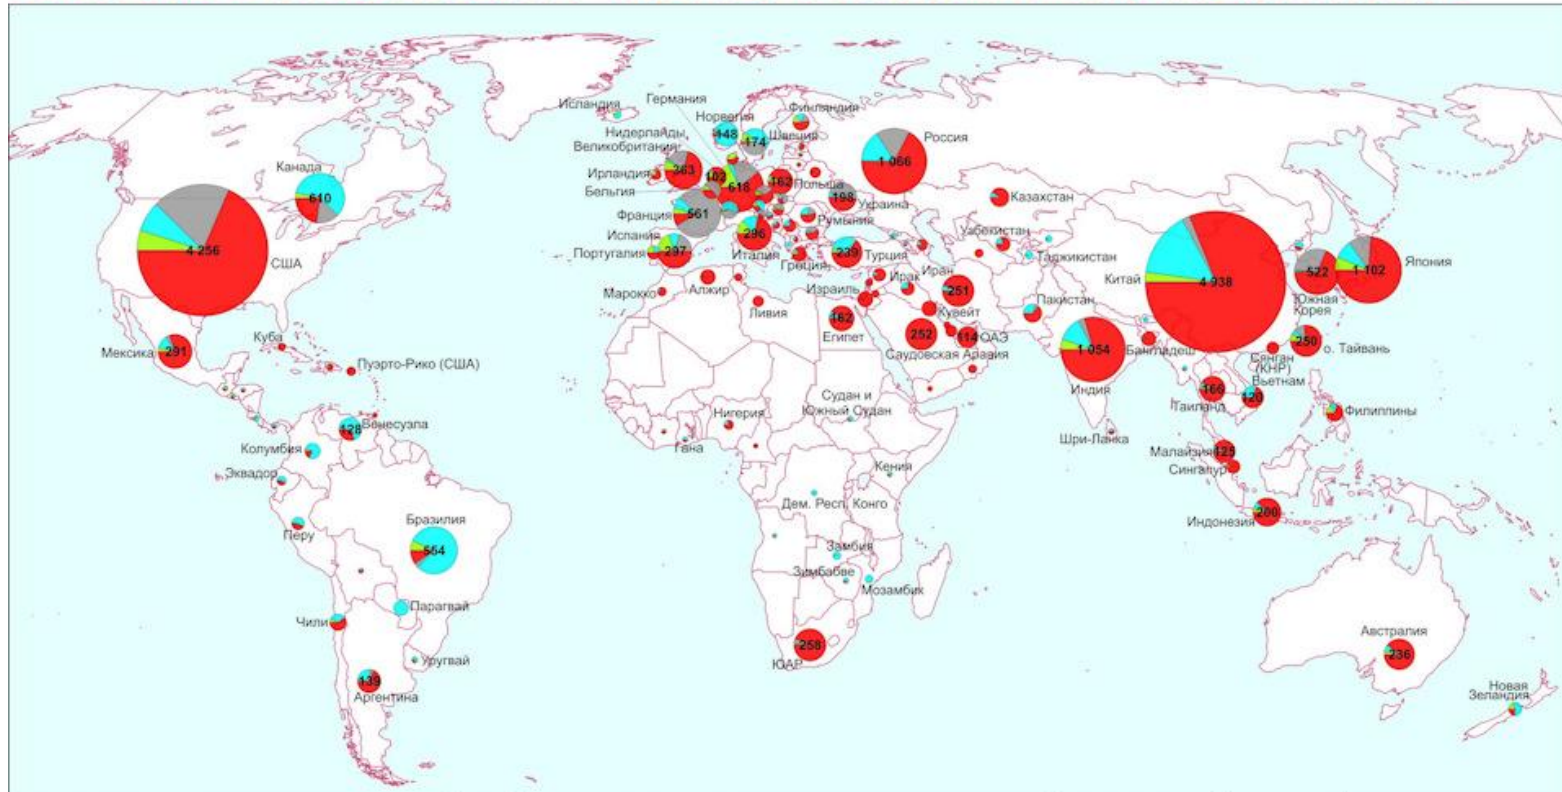 Исландия
Германия
Норвегия
Финляндия
148
174
Швеция
Нидерланды
Великобритания
363
Россия
1 066
Канада
610
Ирландия
102
618
162
Польша
Бельгия
198
Украина
Казахстан
Франция
561
Румыния
4 256
США
Испания
297
Португалия
296
Италия
Греция
239
Турция
Узбекистан
Таджикистан
Китай
4 938
522
Южная
Корея
1 102
Япония
Марокко
Алжир
Израиль
Ирак
Иран
251
Пакистан
Ливия
162
Египет
Кувейт
252
Саудовская Аравия
114
ОАЭ
1 054
Индия
Бангладеш
Сянган
(КНР)
250
о. Тайвань
Мексика
291
Куба
Пуэрто-Рико (США)
Вьетнам
120
166
Таиланд
Филиппины
Судан и
Южный Судан
Нигерия
Гана
Шри-Ланка
128
Венесуэла
Колумбия
Эквадор
Малайзия
125
Сингапур
Кения
Дем. Респ. Конго
200
Индонезия
Перу
Бразилия
554
Замбия
Зимбабве
Мозамбик
Парагвай
Чили
258
ЮАР
Австралия
236
Уругвай
139
Аргентина
Новая
Зеландия